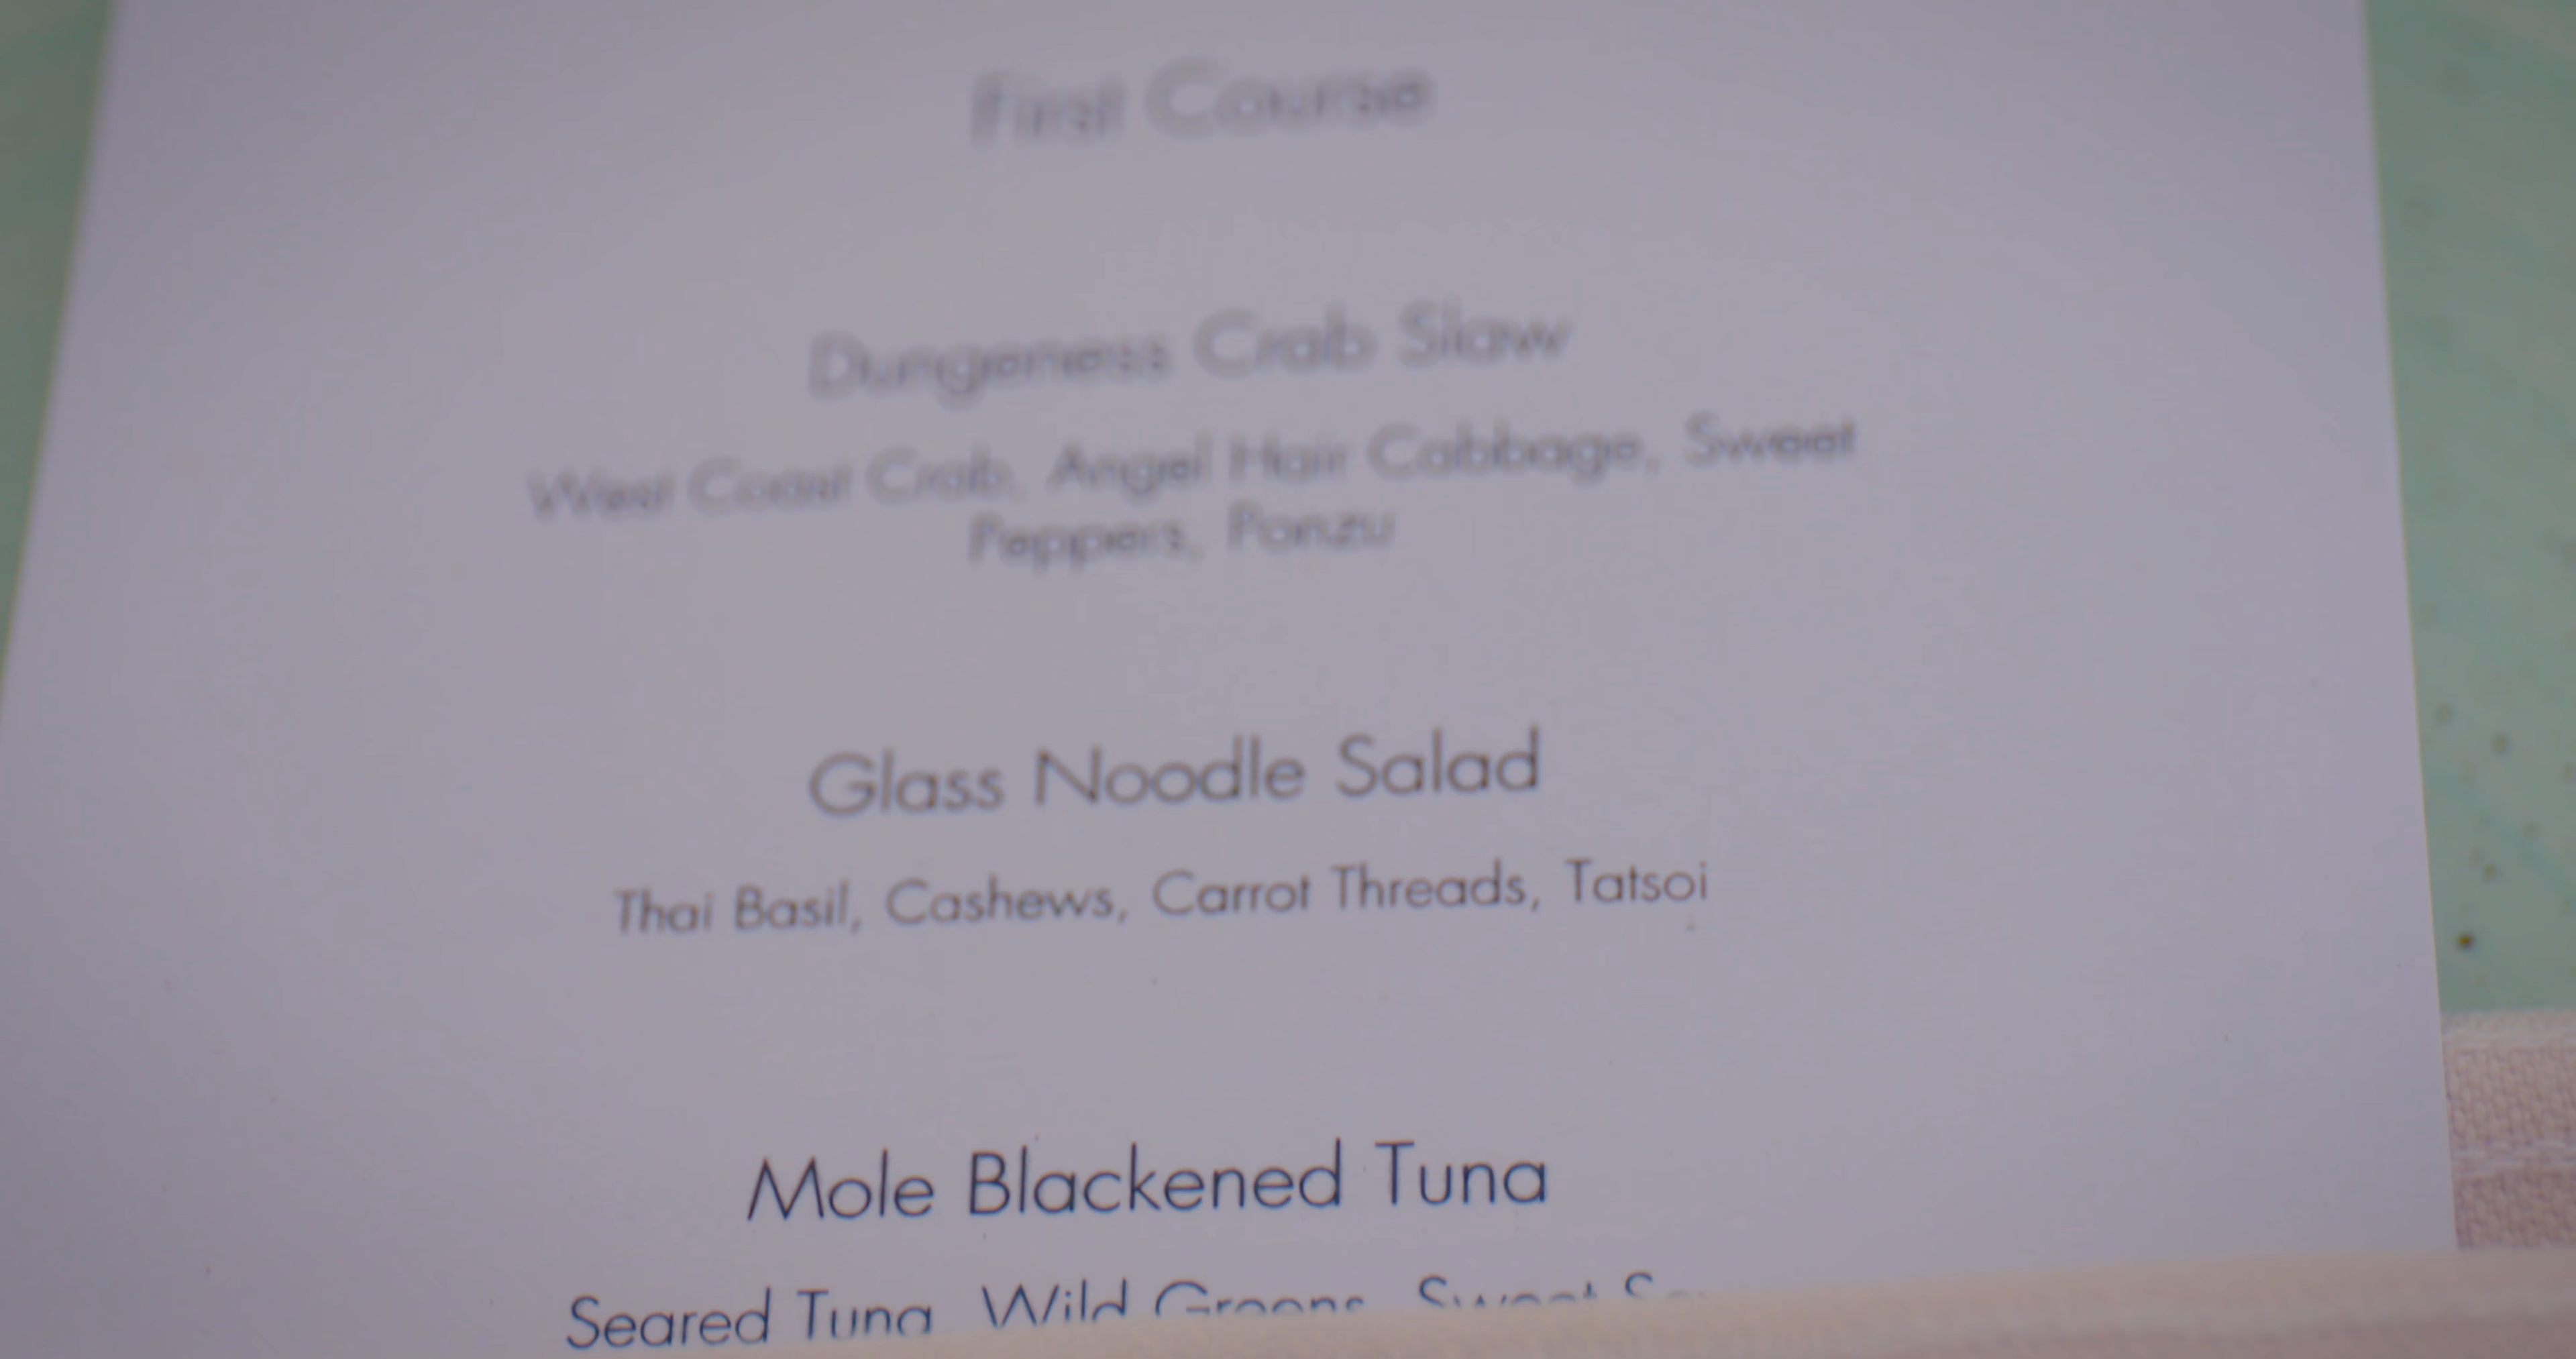 First Course
Dungeness Crab Slaw
West Coast Crab, Angel Hair Cabbage, Sweet
Peppers, Ponzu
Glass Noodle Salad
Thai Basil, Cashews, Carrot Threads, Tatsoi
Mole Blackened Tuna
Seared Tuna, Wild Greens, Sweet